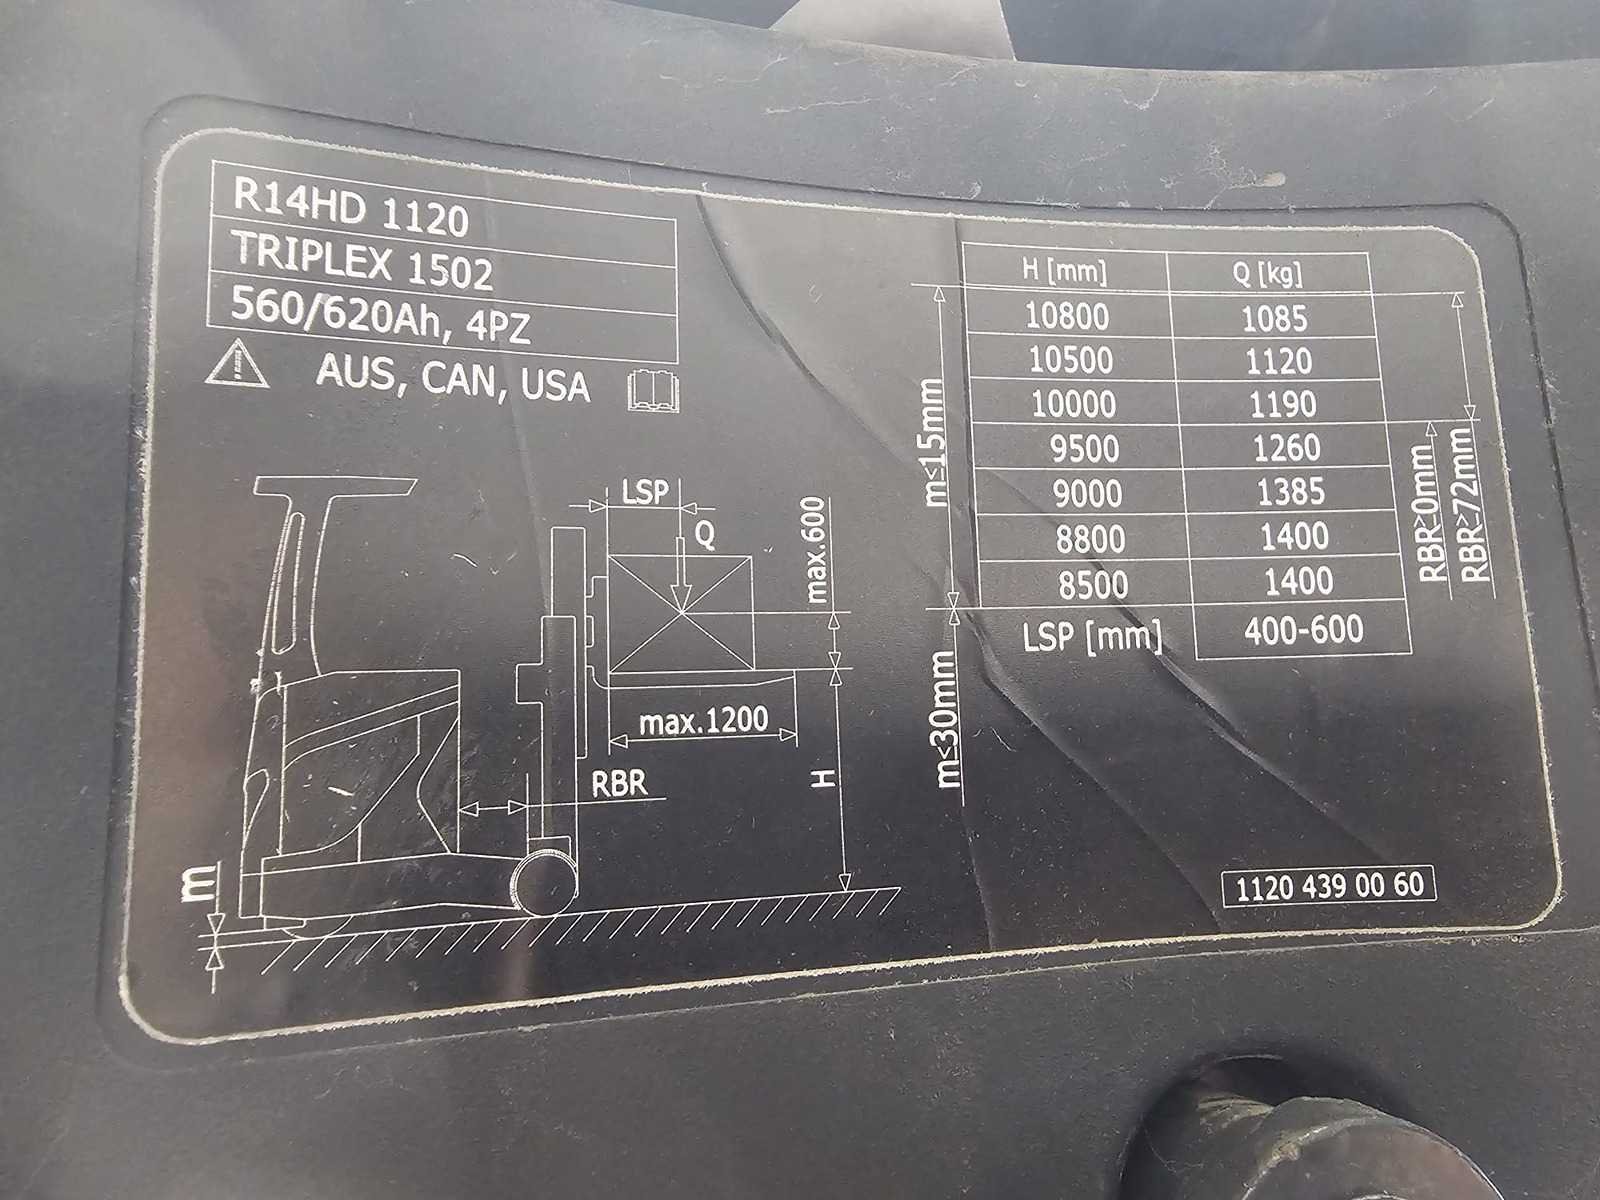 R14HD 1120
TRIPLEX 1502
560/620Ah, 4PZ
AUS, CAN, USA
LSP
Q
max.600
max.1200
RBR
H
m
H [mm] Q [kg]
10800 1085
10500 1120
10000 1190
9500 1260
9000 1385
8800 1400
8500 1400
LSP [mm] 400-600
m≤15mm
m≤30mm
RBR≥0mm
RBR≥72mm
1120 439 00 60